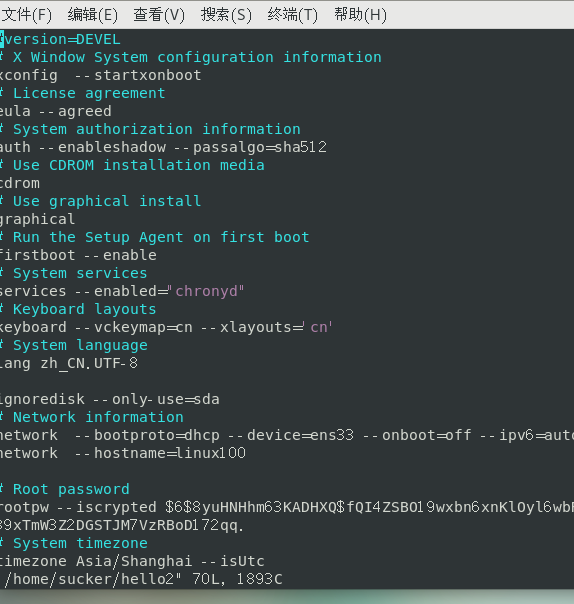 文件(F) 编辑(E) 查看(V) 搜索(S) 终端(T) 帮助(H)
#version=DEVEL
# X Window System configuration information
xconfig  --startxonboot
# License agreement
eula --agreed
# System authorization information
auth --enableshadow --passalgo=sha512
# Use CDROM installation media
cdrom
# Use graphical install
graphical
# Run the Setup Agent on first boot
firstboot --enable
# System services
services --enabled="chronyd"
# Keyboard layouts
keyboard --vckeymap=cn --xlayouts='cn'
# System language
lang zh_CN.UTF-8
ignoredisk --only-use=sda
# Network information
network  --bootproto=dhcp --device=ens33 --onboot=off --ipv6=auto
network  --hostname=linux100
# Root password
rootpw --iscrypted $6$8yuHNHhm63KADHXQ$fQI4ZSBO19wxbn6xnKlOyl6wb
39xTmW3Z2DGSTJM7VzRBoD172qq.
# System timezone
timezone Asia/Shanghai --isUtc
"/home/sucker/hello2" 70L, 1893C